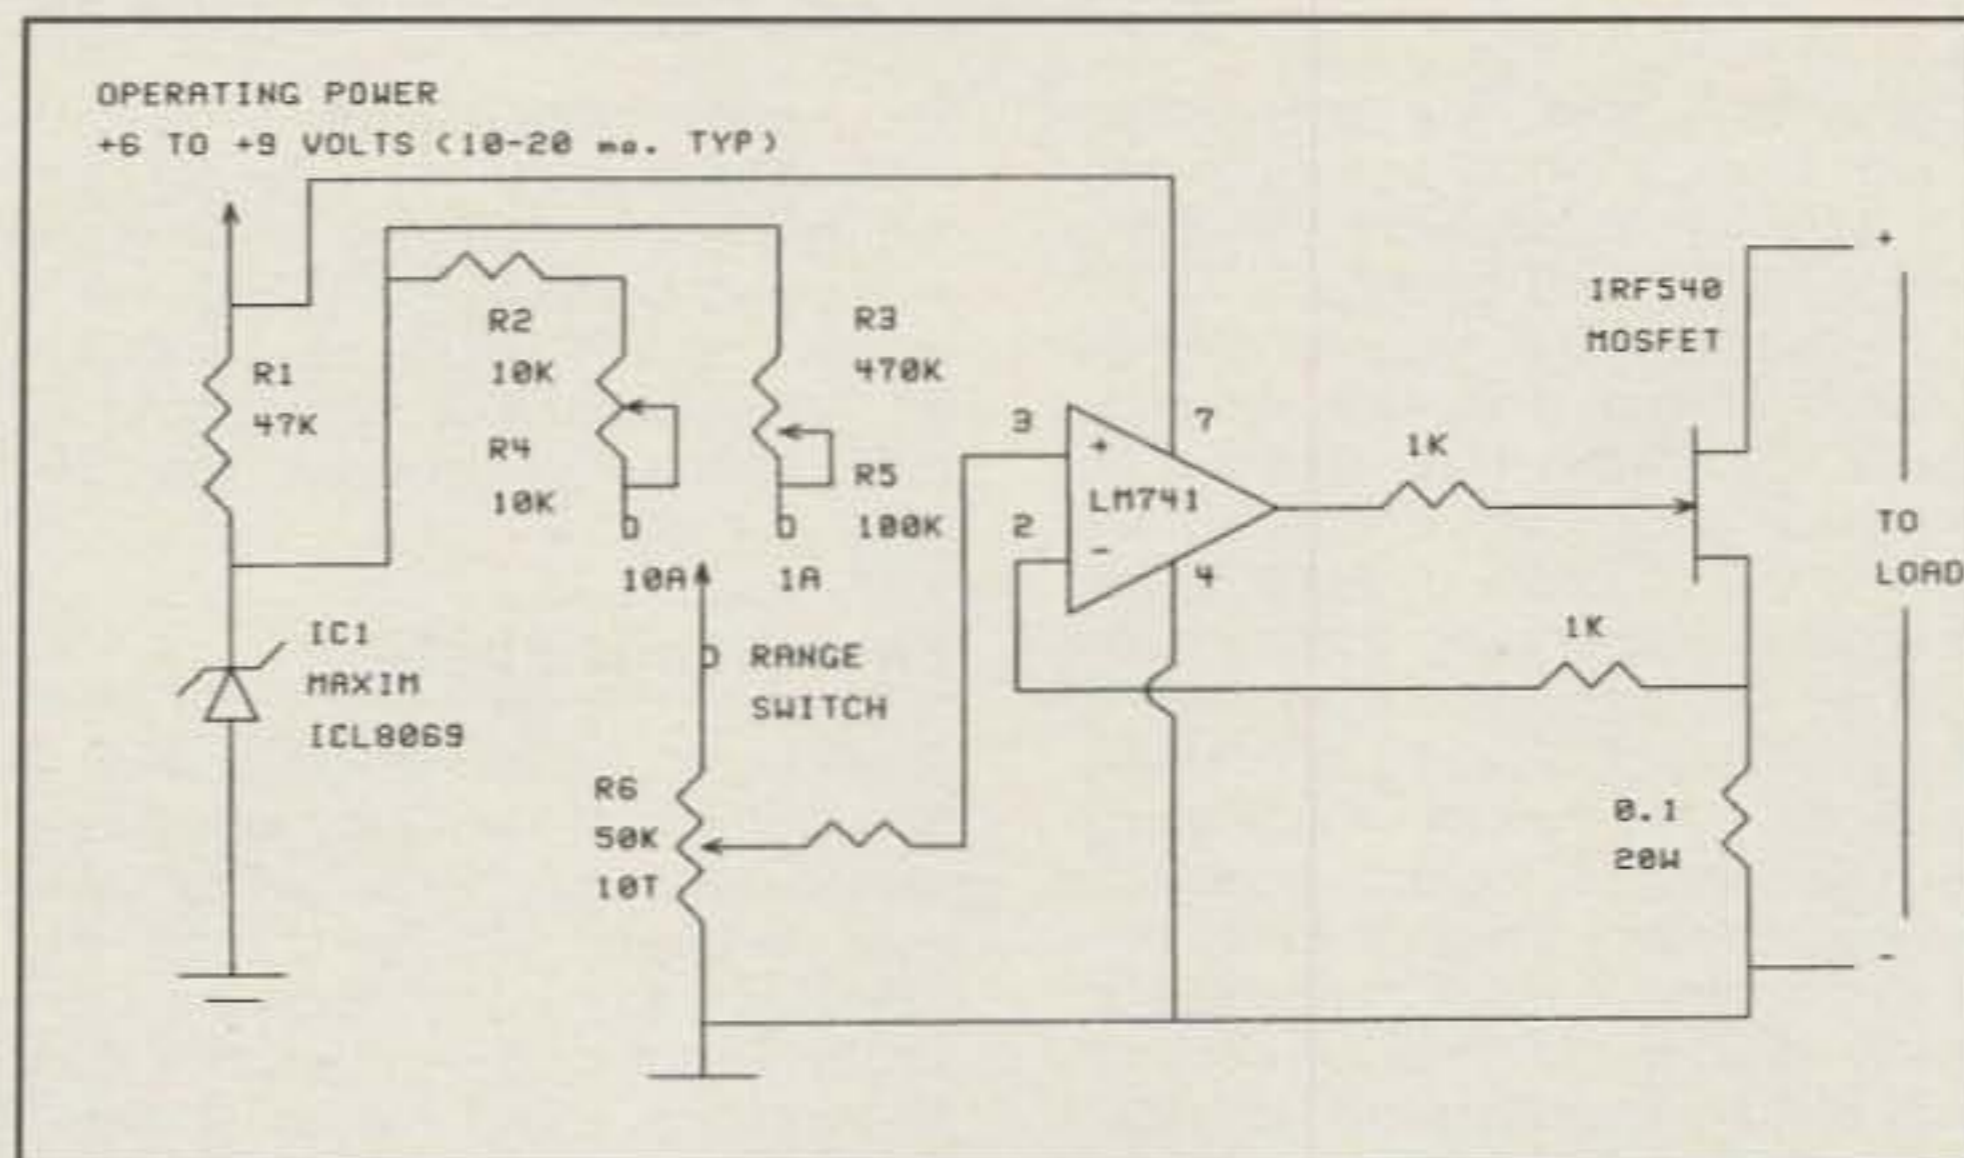 OPERATING POWER
+6 TO +9 VOLTS (10-20 ma. TYP)
R1
47K
R2
10K
R4
10K
R3
470K
R5
100K
10A
1A
IC1
MAXIM
ICL8069
RANGE
SWITCH
R6
50K
10T
3
+
7
LM741
2
-
4
1K
IRF540
MOSFET
1K
0.1
20W
+
TO
LOAD
-